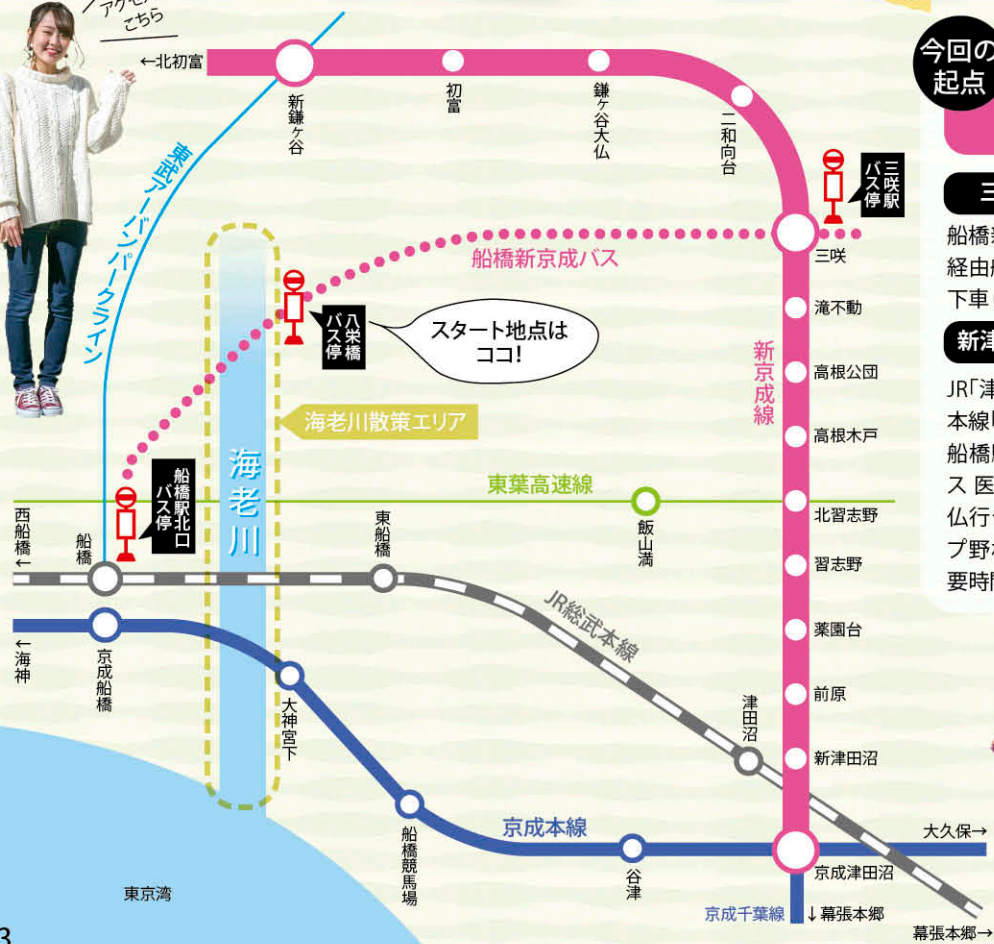 アクセスは
こちら
←北初富
新鎌ヶ谷
初富
鎌ヶ谷大仏
二和向台
三咲駅
バス停
三咲
船橋新京成バス
東武アーバンパークライン
八栄橋
バス停
スタート地点は
ココ!
滝不動
新京成線
高根公団
海老川散策エリア
高根木戸
海老川
船橋駅北口
バス停
東葉高速線
飯山満
北習志野
西船橋←
船橋
東船橋
習志野
JR総武本線
←海神
京成船橋
大神宮下
薬園台
前原
津田沼
新津田沼
船橋競馬場
京成本線
谷津
大久保→
京成津田沼
京成千葉線
↓幕張本郷
幕張本郷→
東京湾
3
今回の
起点
三
船橋新
経由
下車
新津
JR「津
本線
船橋
ス 医
仏行
プ野
要時間